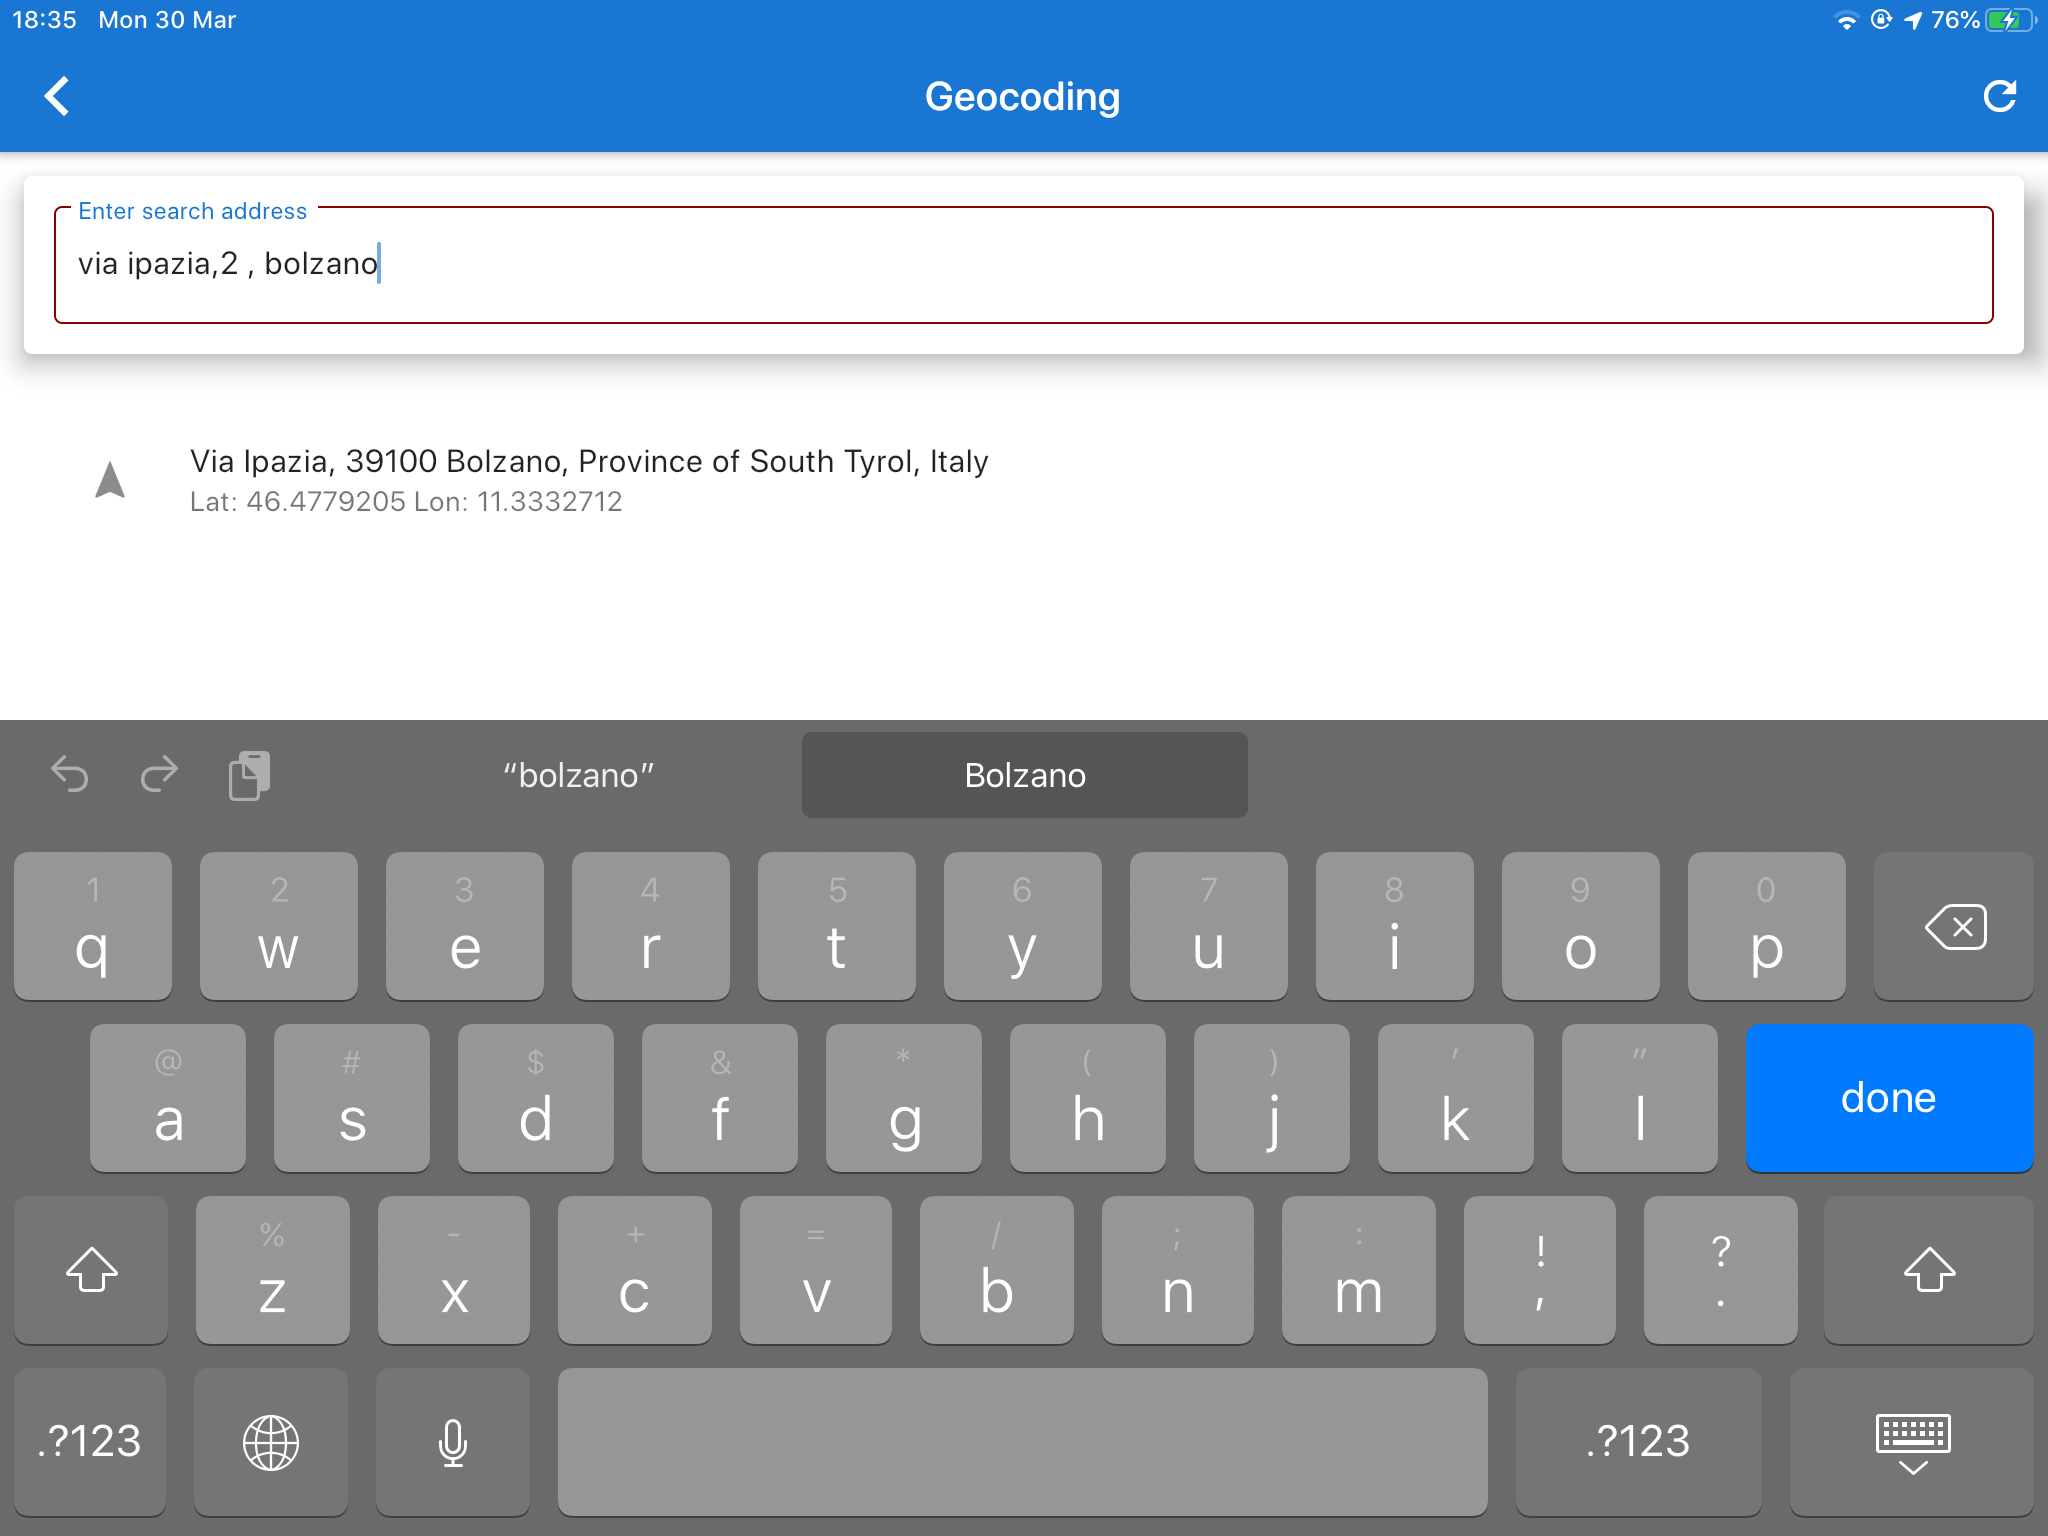 18:35 Mon 30 Mar 76%
Geocoding
Enter search address
via ipazia,2 , bolzano
Via Ipazia, 39100 Bolzano, Province of South Tyrol, Italy
Lat: 46.4779205 Lon: 11.3332712
“bolzano” Bolzano
1 2 3 4 5 6 7 8 9 0
q w e r t y u i o p
@ # $ & * ( ) ' "
a s d f g h j k l done
% - + = / ; : ! ?
z x c v b n m , .
.?123 .?123